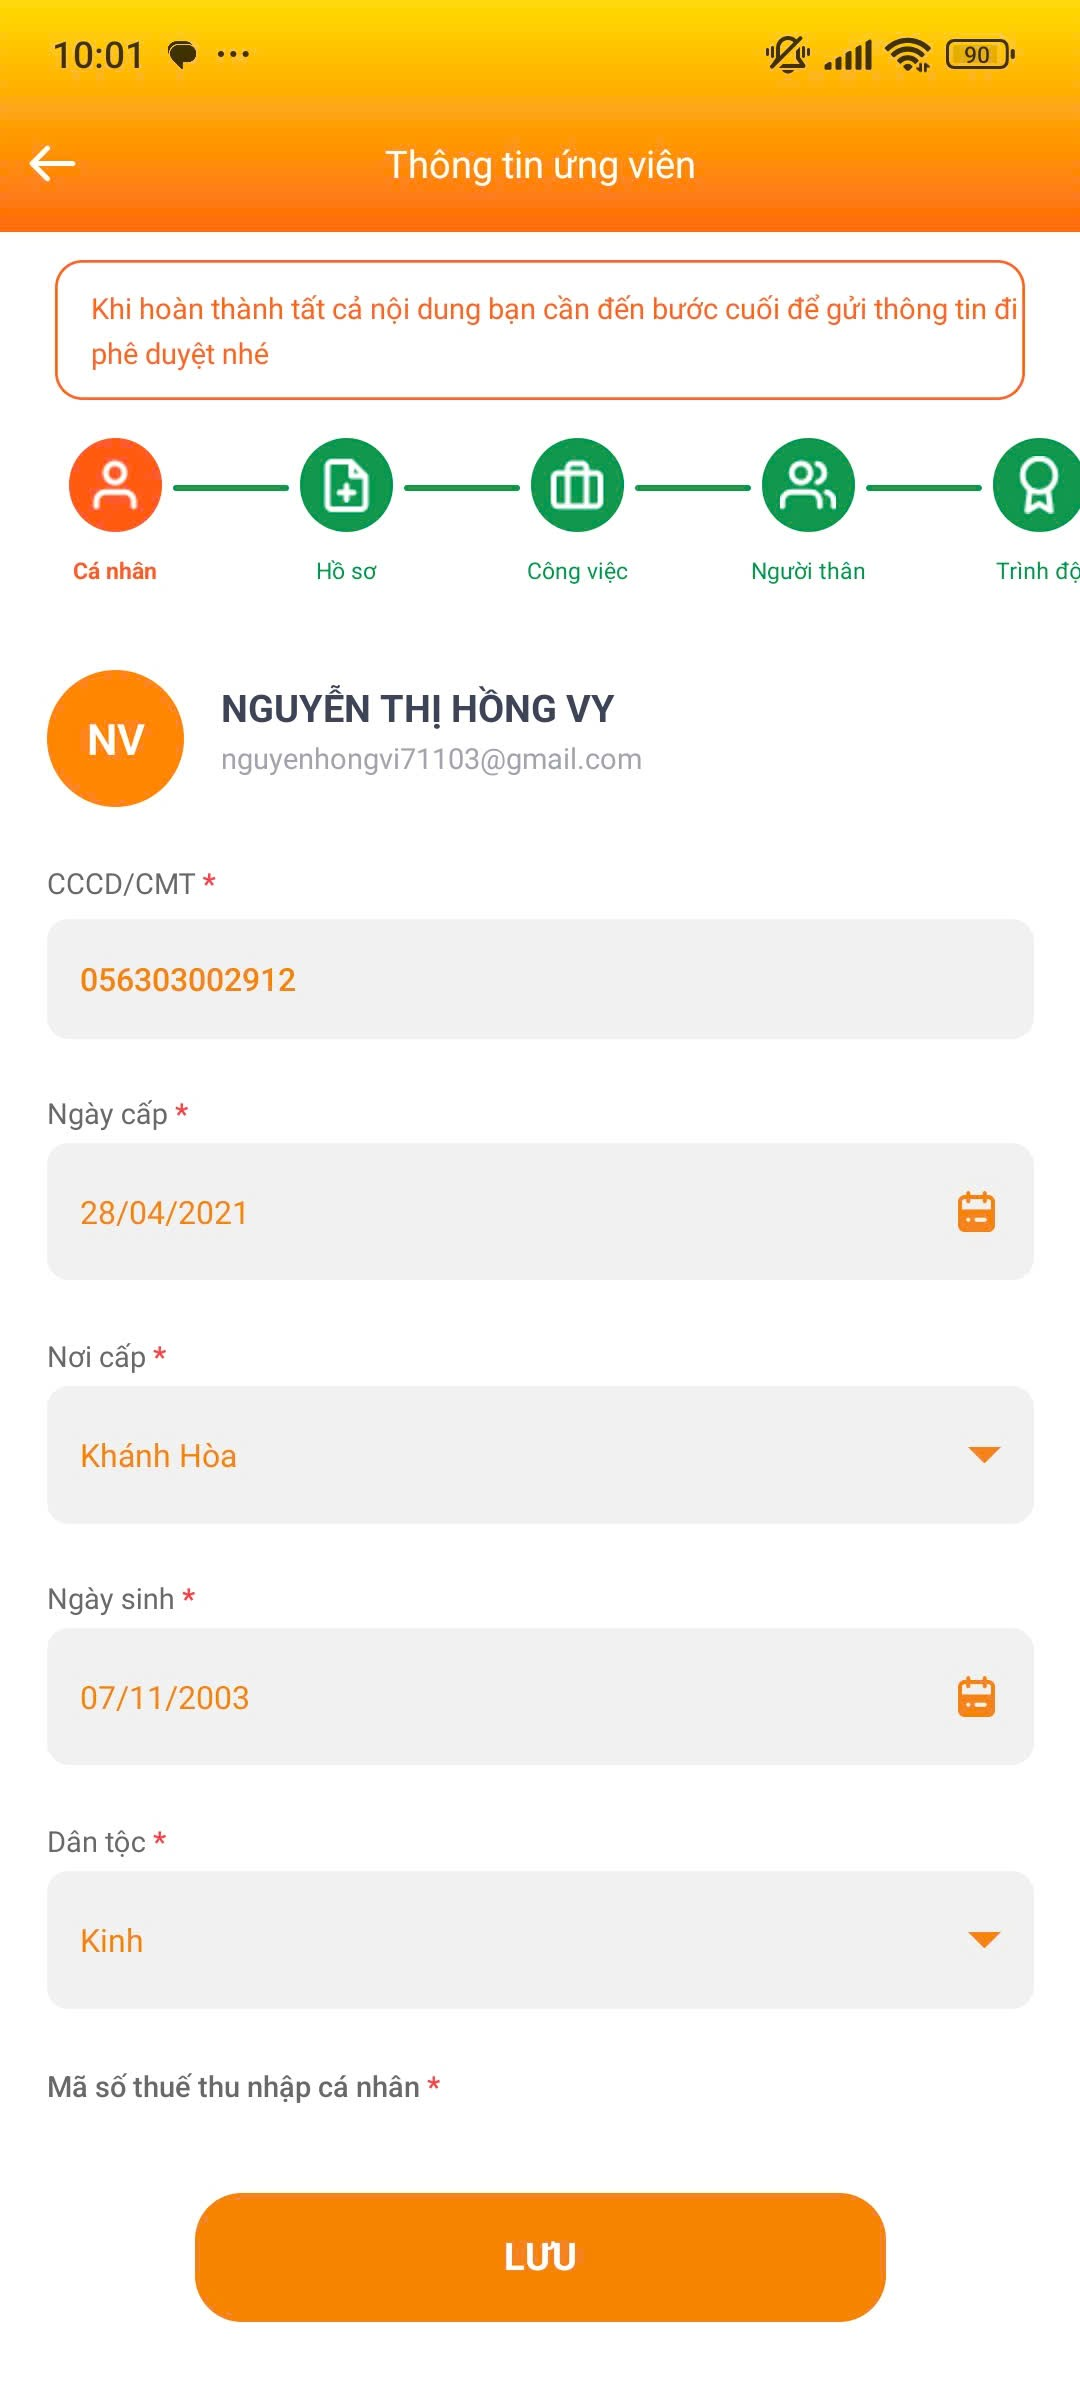 10:01
90
Thông tin ứng viên
Khi hoàn thành tất cả nội dung bạn cần đến bước cuối để gửi thông tin đi
phê duyệt nhé
Cá nhân
Hồ sơ
Công việc
Người thân
Trình độ
NV
NGUYỄN THỊ HỒNG VY
nguyenhongvi71103@gmail.com
CCCD/CMT *
056303002912
Ngày cấp *
28/04/2021
Nơi cấp *
Khánh Hòa
Ngày sinh *
07/11/2003
Dân tộc *
Kinh
Mã số thuế thu nhập cá nhân *
LƯU